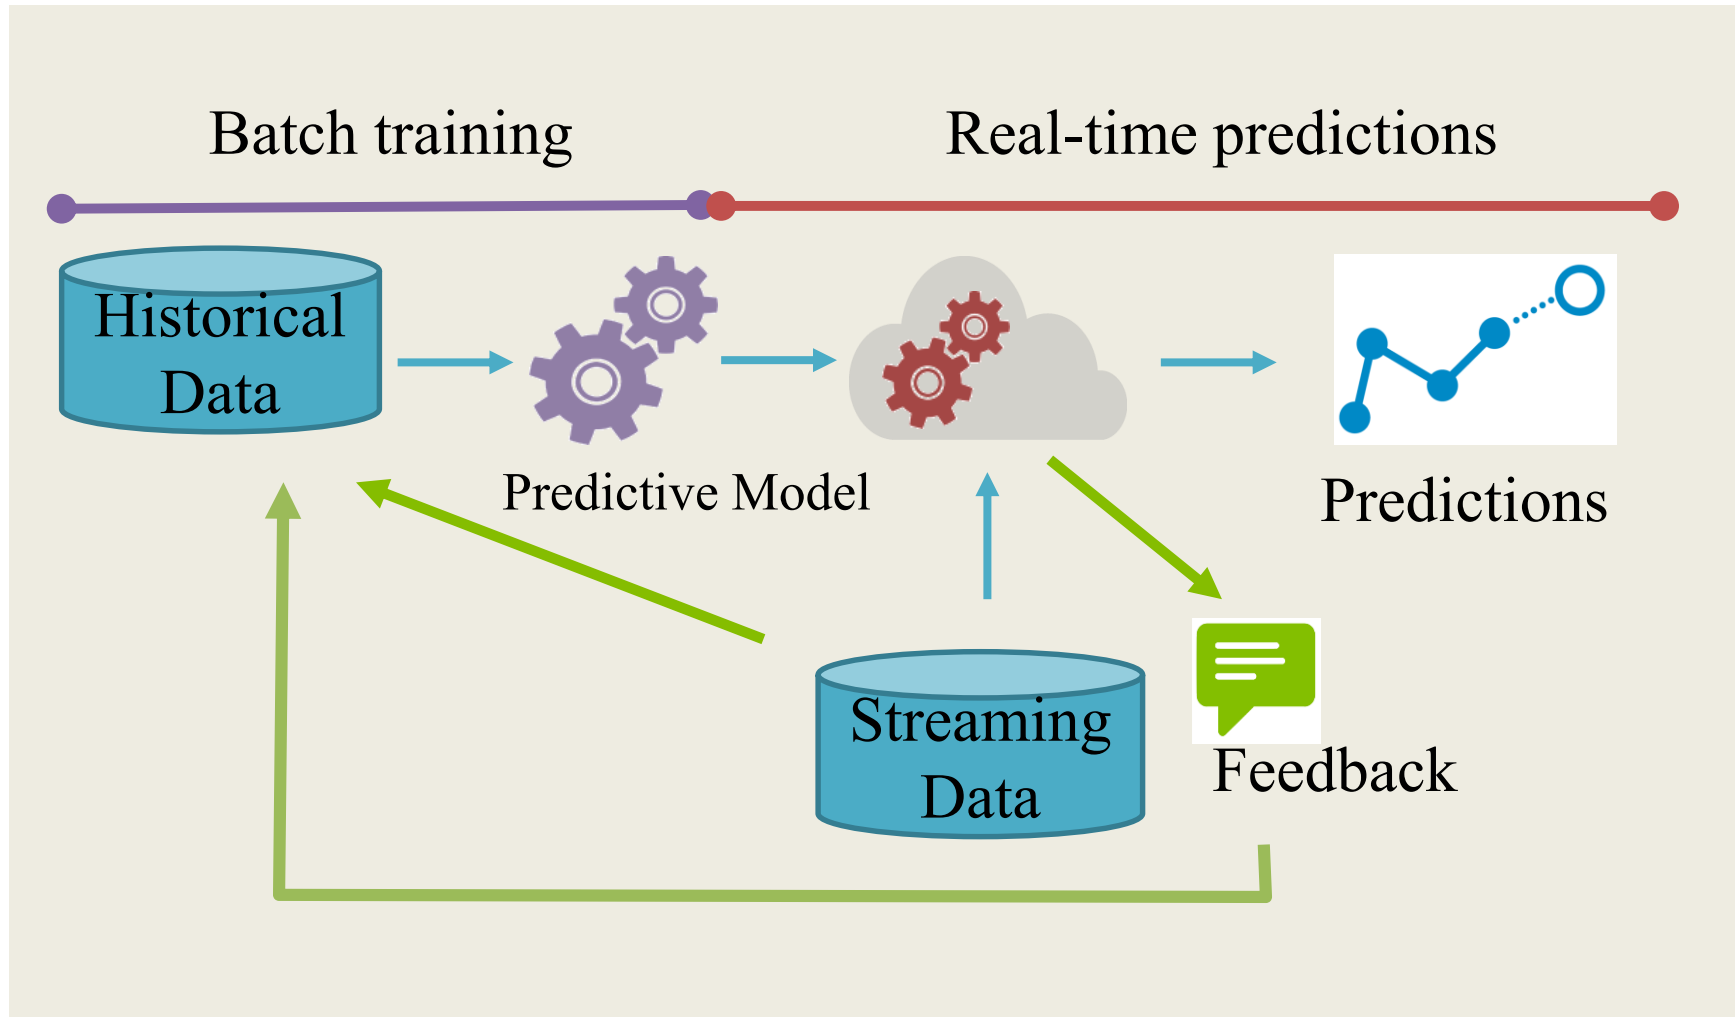 Batch training
Real-time predictions
Historical
Data
Predictive Model
Predictions
Streaming
Data
Feedback